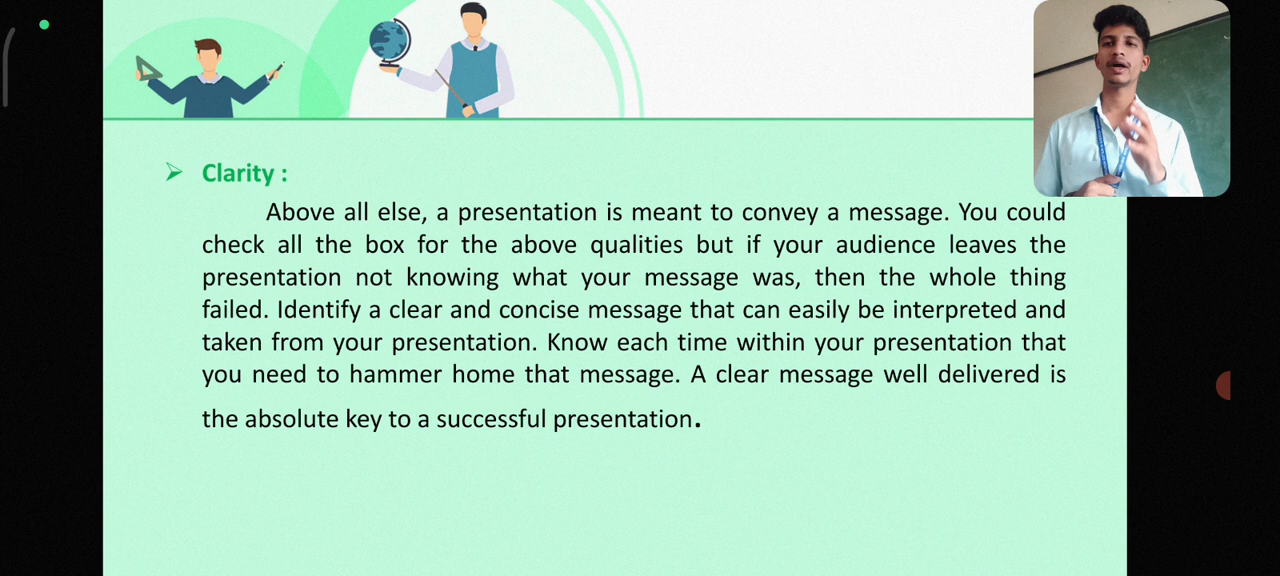 Clarity :
Above all else, a presentation is meant to convey a message. You could
check all the box for the above qualities but if your audience leaves the
presentation not knowing what your message was, then the whole thing
failed. Identify a clear and concise message that can easily be interpreted and
taken from your presentation. Know each time within your presentation that
you need to hammer home that message. A clear message well delivered is
the absolute key to a successful presentation.